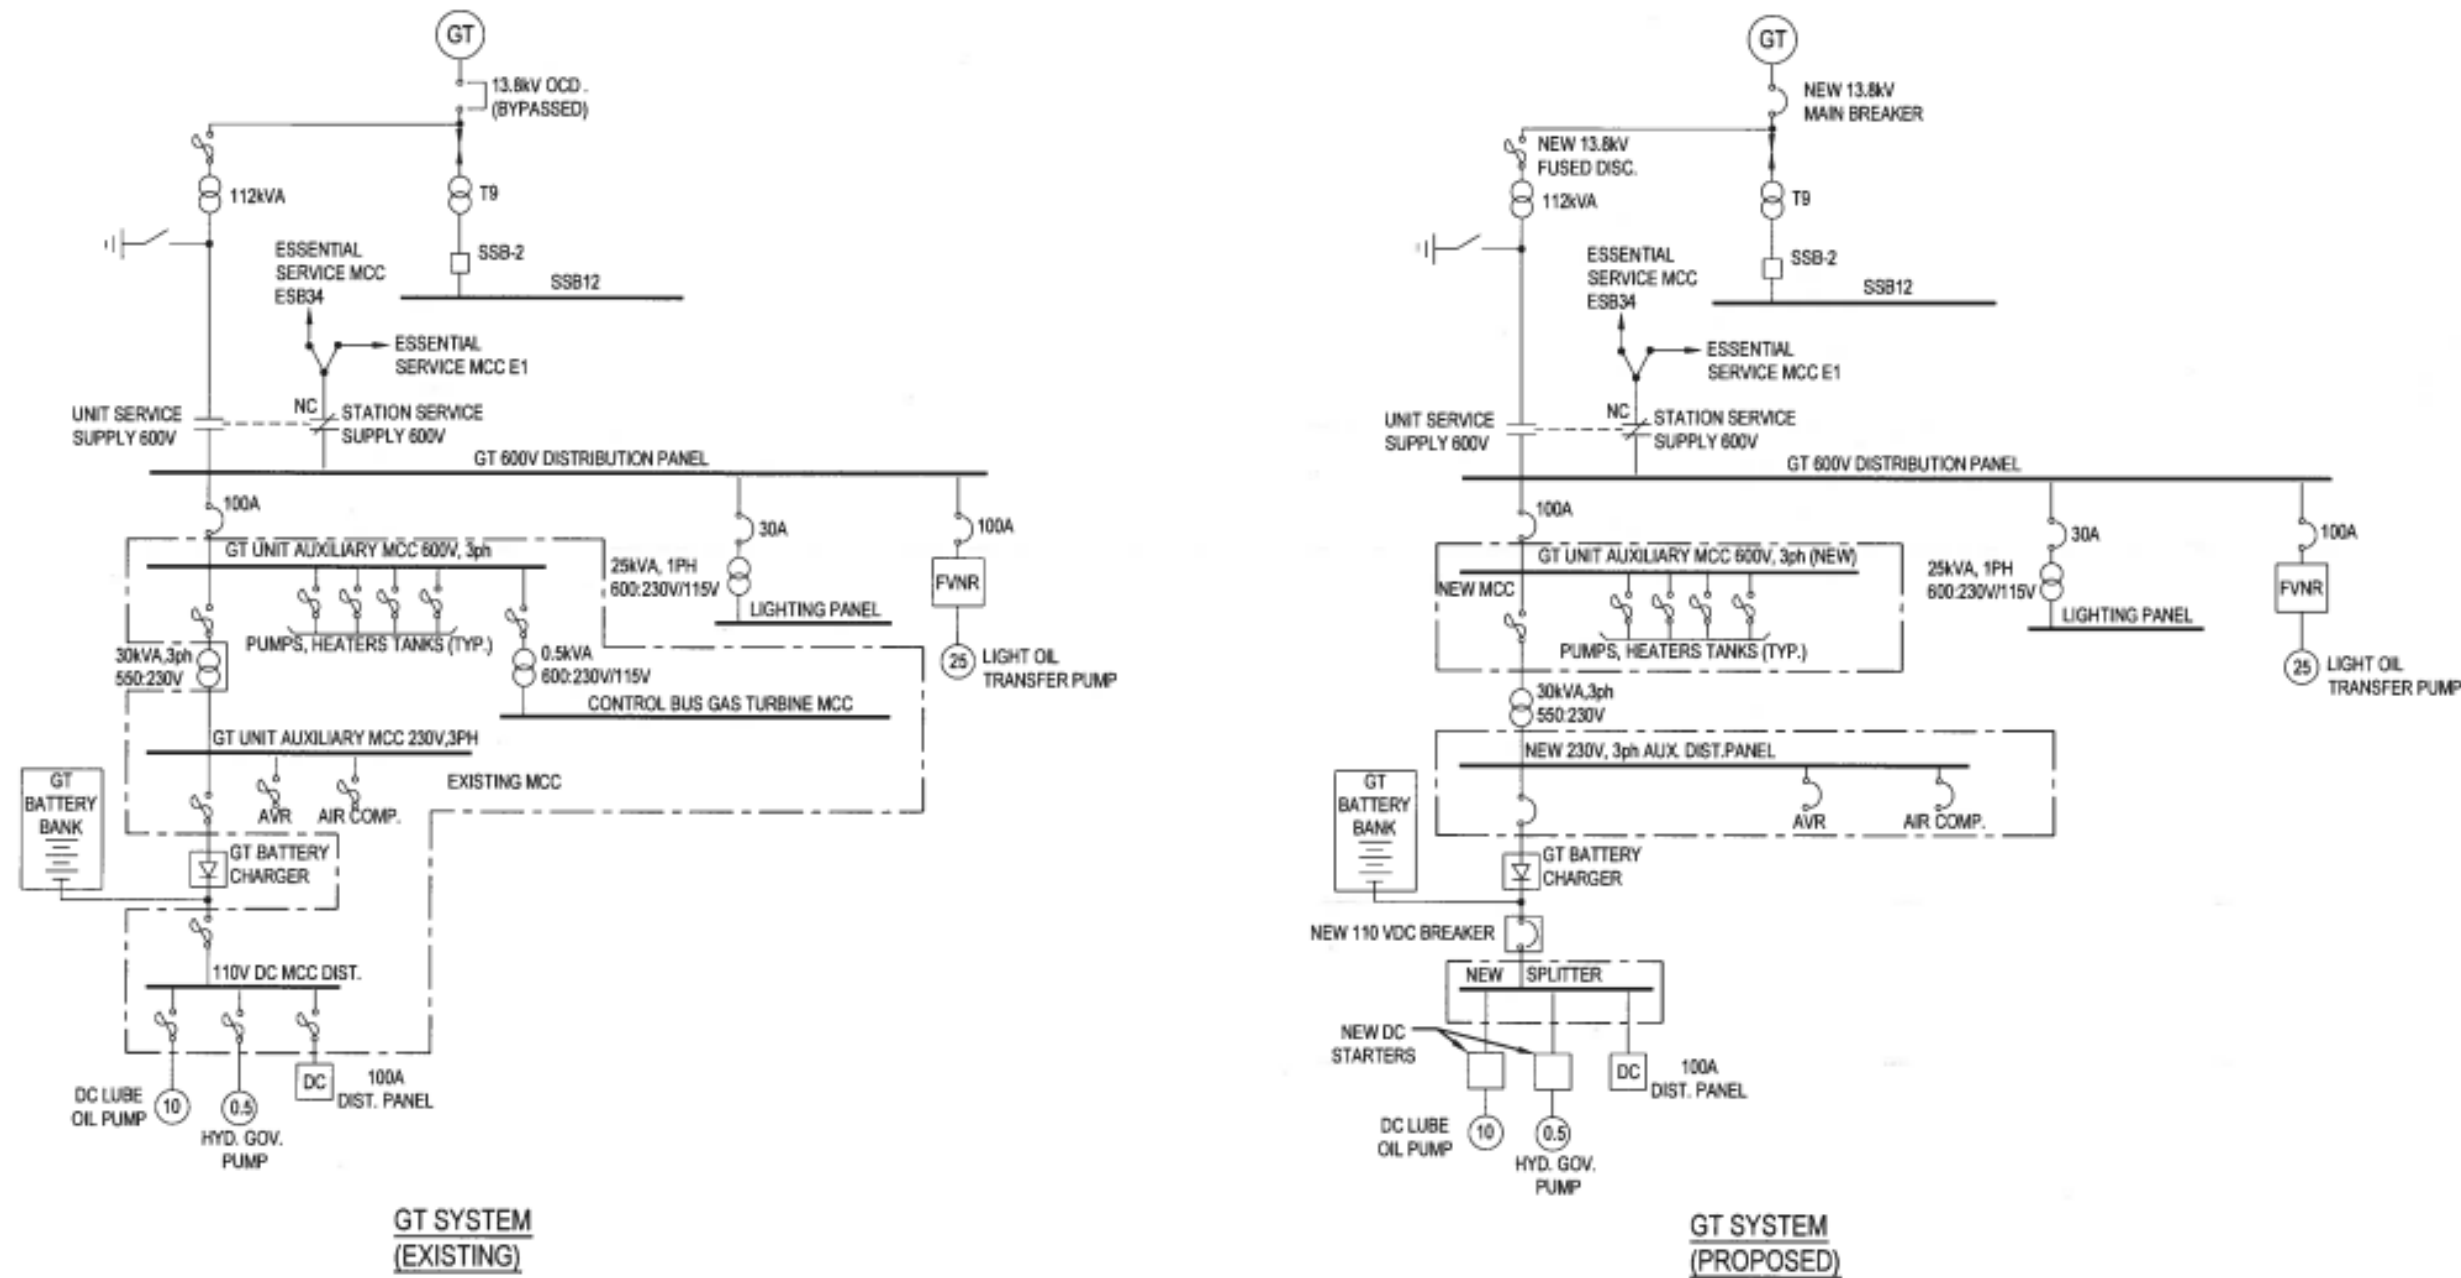 GT
13.8kV OCD.
(BYPASSED)
112kVA
T9
ESSENTIAL
SERVICE MCC
ESB34
SSB-2
SSB12
ESSENTIAL
SERVICE MCC E1
UNIT SERVICE
SUPPLY 600V
NC
STATION SERVICE
SUPPLY 600V
GT 600V DISTRIBUTION PANEL
100A
30A
100A
GT UNIT AUXILIARY MCC 600V, 3ph
25kVA, 1PH
600:230V/115V
FVNR
LIGHTING PANEL
PUMPS, HEATERS TANKS (TYP.)
30kVA,3ph
550:230V
0.5kVA
600:230V/115V
25
LIGHT OIL
TRANSFER PUMP
CONTROL BUS GAS TURBINE MCC
GT UNIT AUXILIARY MCC 230V,3PH
EXISTING MCC
GT
BATTERY
BANK
AVR
AIR COMP.
GT BATTERY
CHARGER
110V DC MCC DIST.
DC LUBE
OIL PUMP
10
0.5
HYD. GOV.
PUMP
DC
100A
DIST. PANEL
GT SYSTEM
(EXISTING)
GT
NEW 13.8kV
MAIN BREAKER
NEW 13.8kV
FUSED DISC.
112kVA
T9
ESSENTIAL
SERVICE MCC
ESB34
SSB-2
SSB12
ESSENTIAL
SERVICE MCC E1
UNIT SERVICE
SUPPLY 600V
NC
STATION SERVICE
SUPPLY 600V
GT 600V DISTRIBUTION PANEL
100A
30A
100A
GT UNIT AUXILIARY MCC 600V, 3ph (NEW)
NEW MCC
25kVA, 1PH
600:230V/115V
FVNR
LIGHTING PANEL
PUMPS, HEATERS TANKS (TYP.)
25
LIGHT OIL
TRANSFER PUMP
30kVA,3ph
550:230V
NEW 230V, 3ph AUX. DIST.PANEL
GT
BATTERY
BANK
AVR
AIR COMP.
GT BATTERY
CHARGER
NEW 110 VDC BREAKER
NEW SPLITTER
NEW DC
STARTERS
DC
100A
DIST. PANEL
DC LUBE
OIL PUMP
10
0.5
HYD. GOV.
PUMP
GT SYSTEM
(PROPOSED)